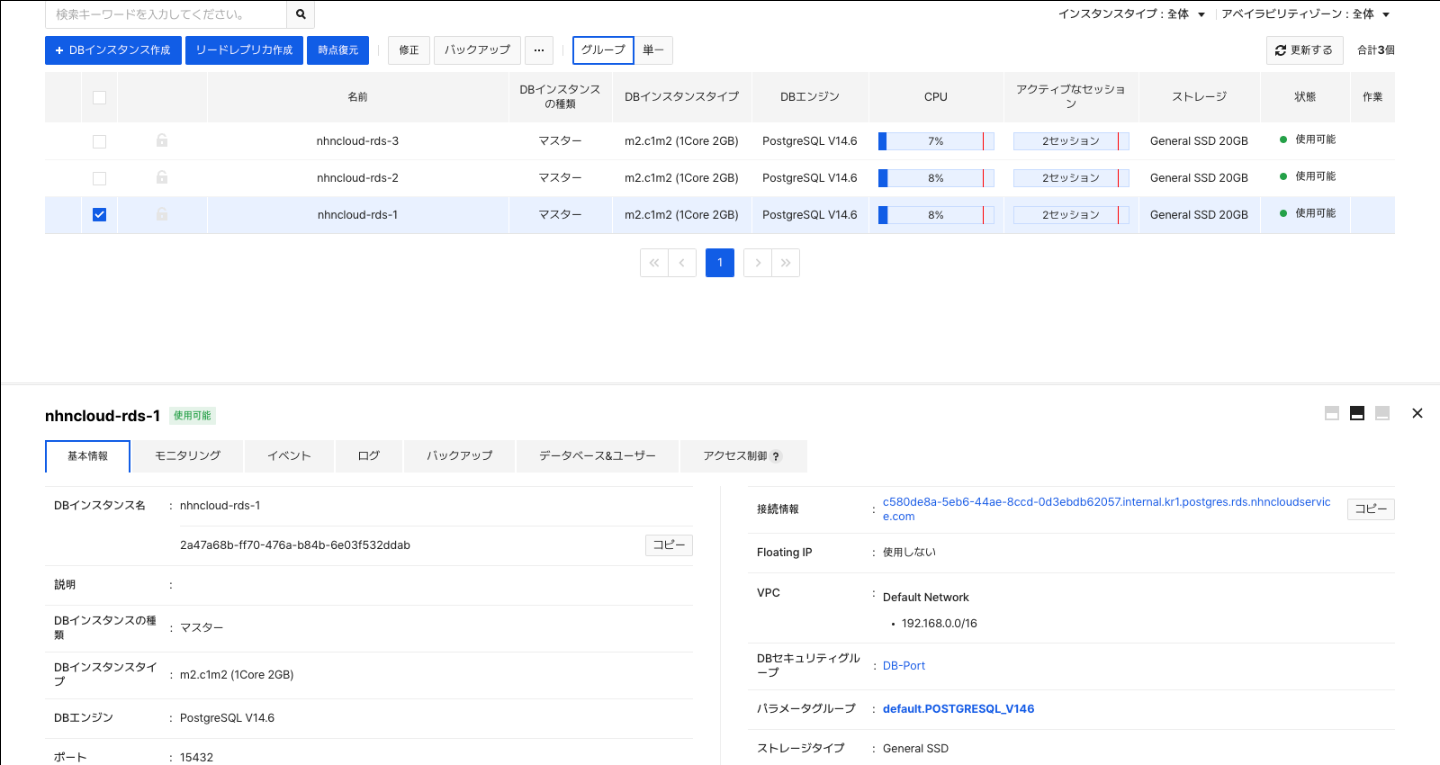 検索キーワードを入力してください。
インスタンスタイプ : 全体 ▼ アベイラビリティゾーン : 全体 ▼
+ DBインスタンス作成 リードレプリカ作成 時点復元 修正 バックアップ ··· グループ 単一 更新する 合計3個
名前 DBインスタンスの種類 DBインスタンスタイプ DBエンジン CPU アクティブなセッション ストレージ 状態 作業
nhncloud-rds-3 マスター m2.c1m2 (1Core 2GB) PostgreSQL V14.6 7% 2セッション General SSD 20GB 使用可能
nhncloud-rds-2 マスター m2.c1m2 (1Core 2GB) PostgreSQL V14.6 8% 2セッション General SSD 20GB 使用可能
nhncloud-rds-1 マスター m2.c1m2 (1Core 2GB) PostgreSQL V14.6 8% 2セッション General SSD 20GB 使用可能
1
nhncloud-rds-1 使用可能
基本情報 モニタリング イベント ログ バックアップ データベース&ユーザー アクセス制御 ?
DBインスタンス名 : nhncloud-rds-1
2a47a68b-ff70-476a-b84b-6e03f532ddab コピー
説明 :
DBインスタンスの種類 : マスター
DBインスタンスタイプ : m2.c1m2 (1Core 2GB)
DBエンジン : PostgreSQL V14.6
ポート : 15432
接続情報 : c580de8a-5eb6-44ae-8ccd-0d3ebdb62057.internal.kr1.postgres.rds.nhncloudservic
e.com コピー
Floating IP : 使用しない
VPC : Default Network
• 192.168.0.0/16
DBセキュリティグループ : DB-Port
パラメータグループ : default.POSTGRESQL_V146
ストレージタイプ : General SSD